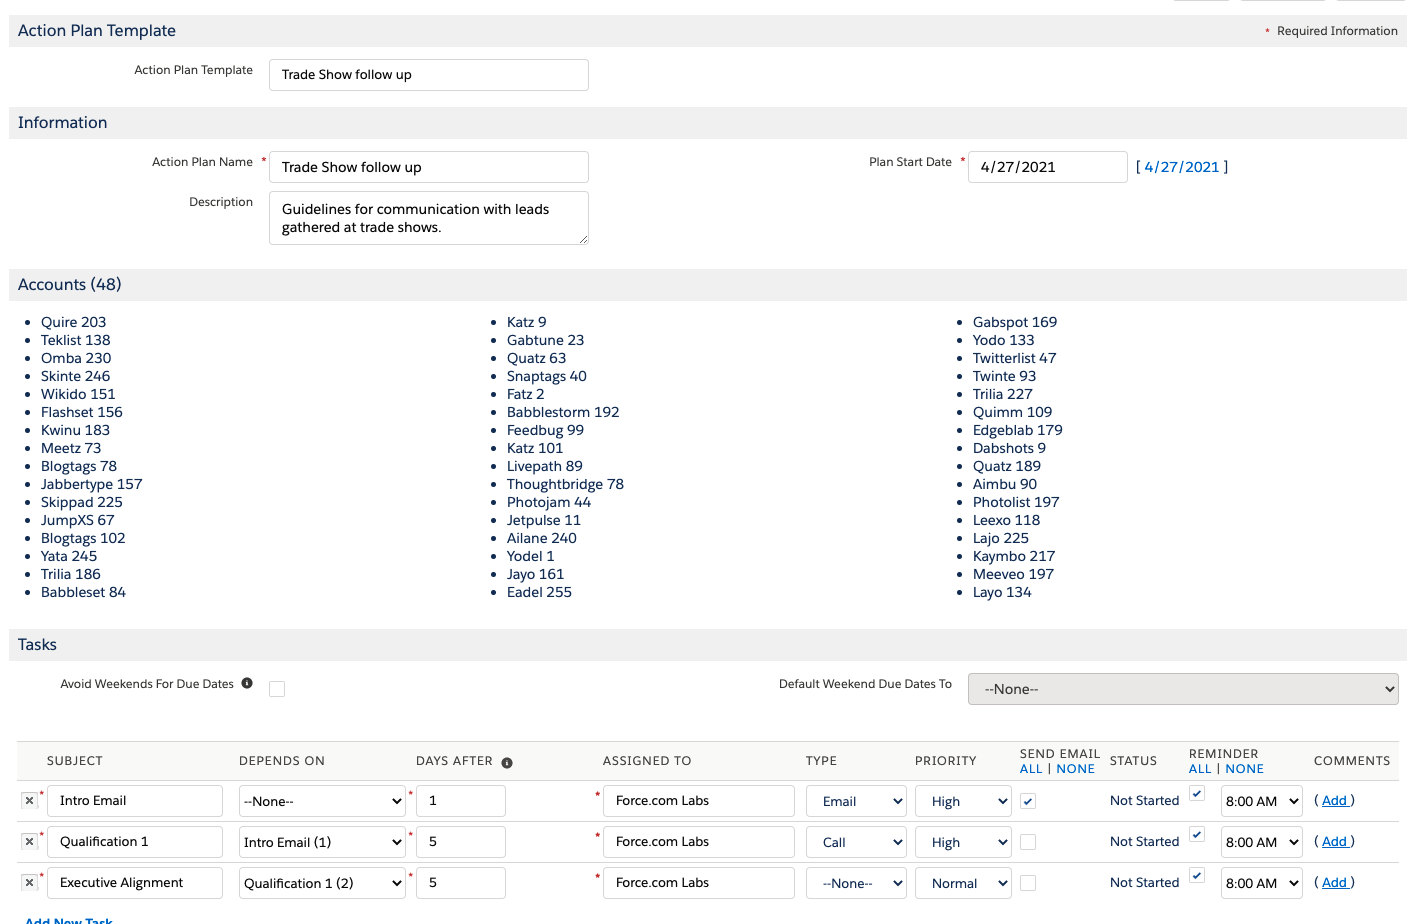 Action Plan Template
* Required Information
Action Plan Template Trade Show follow up
Information
Action Plan Name * Trade Show follow up Plan Start Date * 4/27/2021 [ 4/27/2021 ]
Description Guidelines for communication with leads
gathered at trade shows.
Accounts (48)
• Quire 203
• Teklist 138
• Omba 230
• Skinte 246
• Wikido 151
• Flashset 156
• Kwinu 183
• Meetz 73
• Blogtags 78
• Jabbertype 157
• Skippad 225
• JumpXS 67
• Blogtags 102
• Yata 245
• Trilia 186
• Babbleset 84
• Katz 9
• Gabtune 23
• Quatz 63
• Snaptags 40
• Fatz 2
• Babblestorm 192
• Feedbug 99
• Katz 101
• Livepath 89
• Thoughtbridge 78
• Photojam 44
• Jetpulse 11
• Ailane 240
• Yodel 1
• Jayo 161
• Eadel 255
• Gabspot 169
• Yodo 133
• Twitterlist 47
• Twinte 93
• Trilia 227
• Quimm 109
• Edgeblab 179
• Dabshots 9
• Quatz 189
• Aimbu 90
• Photolist 197
• Leexo 118
• Lajo 225
• Kaymbo 217
• Meeveo 197
• Layo 134
Tasks
Avoid Weekends For Due Dates Default Weekend Due Dates To --None--
SUBJECT DEPENDS ON DAYS AFTER ASSIGNED TO TYPE PRIORITY SEND EMAIL ALL | NONE STATUS REMINDER ALL | NONE COMMENTS
* Intro Email --None-- * 1 * Force.com Labs Email High Not Started 8:00 AM ( Add )
* Qualification 1 Intro Email (1) * 5 * Force.com Labs Call High Not Started 8:00 AM ( Add )
* Executive Alignment Qualification 1 (2) * 5 * Force.com Labs --None-- Normal Not Started 8:00 AM ( Add )
Add New Task